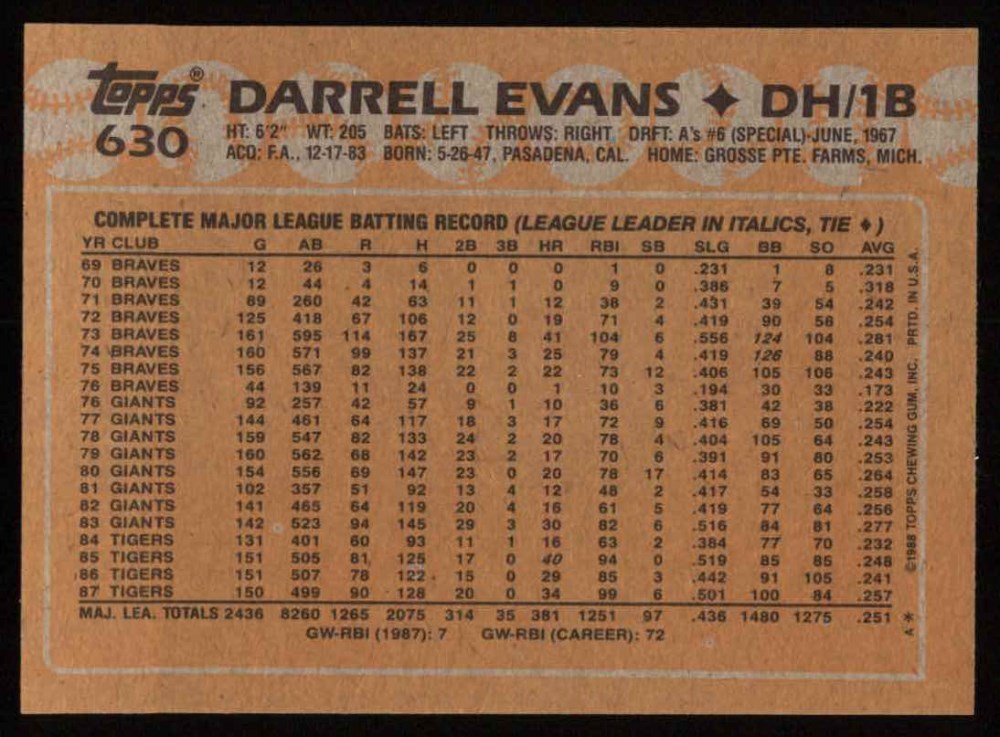 topps® DARRELL EVANS ✦ DH/1B
630 HT: 6'2" WT: 205 BATS: LEFT THROWS: RIGHT DRFT: A's #6 (SPECIAL)-JUNE, 1967
ACQ: F.A., 12-17-83 BORN: 5-26-47, PASADENA, CAL. HOME: GROSSE PTE. FARMS, MICH.
COMPLETE MAJOR LEAGUE BATTING RECORD (LEAGUE LEADER IN ITALICS, TIE ♦)
YR CLUB G AB R H 2B 3B HR RBI SB SLG BB SO AVG
69 BRAVES 12 26 3 6 0 0 0 1 0 .231 1 8 .231
70 BRAVES 12 44 4 14 1 1 0 9 0 .386 7 5 .318
71 BRAVES 89 260 42 63 11 1 12 38 2 .431 39 54 .242
72 BRAVES 125 418 67 106 12 0 19 71 4 .419 90 58 .254
73 BRAVES 161 595 114 167 25 8 41 104 6 .556 124 104 .281
74 BRAVES 160 571 99 137 21 3 25 79 4 .419 126 88 .240
75 BRAVES 156 567 82 138 22 2 22 73 12 .406 105 106 .243
76 BRAVES 44 139 11 24 0 0 1 10 3 .194 30 33 .173
76 GIANTS 92 257 42 57 9 1 10 36 6 .381 42 38 .222
77 GIANTS 144 461 64 117 18 3 17 72 9 .416 69 50 .254
78 GIANTS 159 547 82 133 24 2 20 78 4 .404 105 64 .243
79 GIANTS 160 562 68 142 23 2 17 70 6 .391 91 80 .253
80 GIANTS 154 556 69 147 23 0 20 78 17 .414 83 65 .264
81 GIANTS 102 357 51 92 13 4 12 48 2 .417 54 33 .258
82 GIANTS 141 465 64 119 20 4 16 61 5 .419 77 64 .256
83 GIANTS 142 523 94 145 29 3 30 82 6 .516 84 81 .277
84 TIGERS 131 401 60 93 11 1 16 63 2 .384 77 70 .232
85 TIGERS 151 505 81 125 17 0 40 94 0 .519 85 85 .248
86 TIGERS 151 507 78 122 15 0 29 85 3 .442 91 105 .241
87 TIGERS 150 499 90 128 20 0 34 99 6 .501 100 84 .257
MAJ. LEA. TOTALS 2436 8260 1265 2075 314 35 381 1251 97 .436 1480 1275 .251
GW-RBI (1987): 7 GW-RBI (CAREER): 72
A * ©1988 TOPPS CHEWING GUM, INC. PRTD. IN U.S.A.